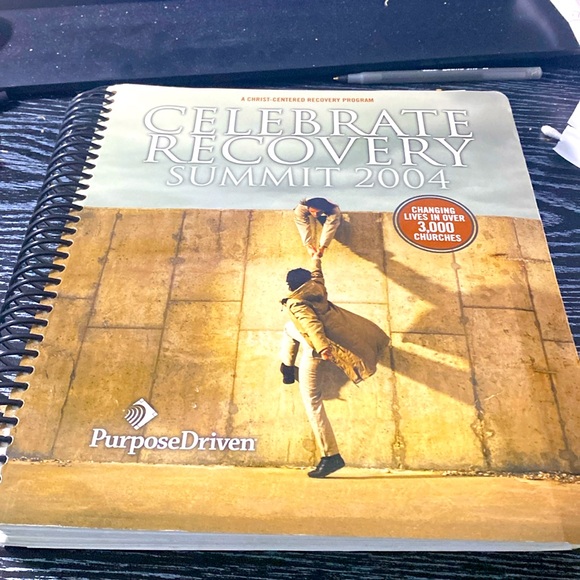 A CHRIST-CENTERED RECOVERY PROGRAM
CELEBRATE
RECOVERY
SUMMIT 2004
CHANGING
LIVES IN OVER
3,000
CHURCHES
PurposeDriven